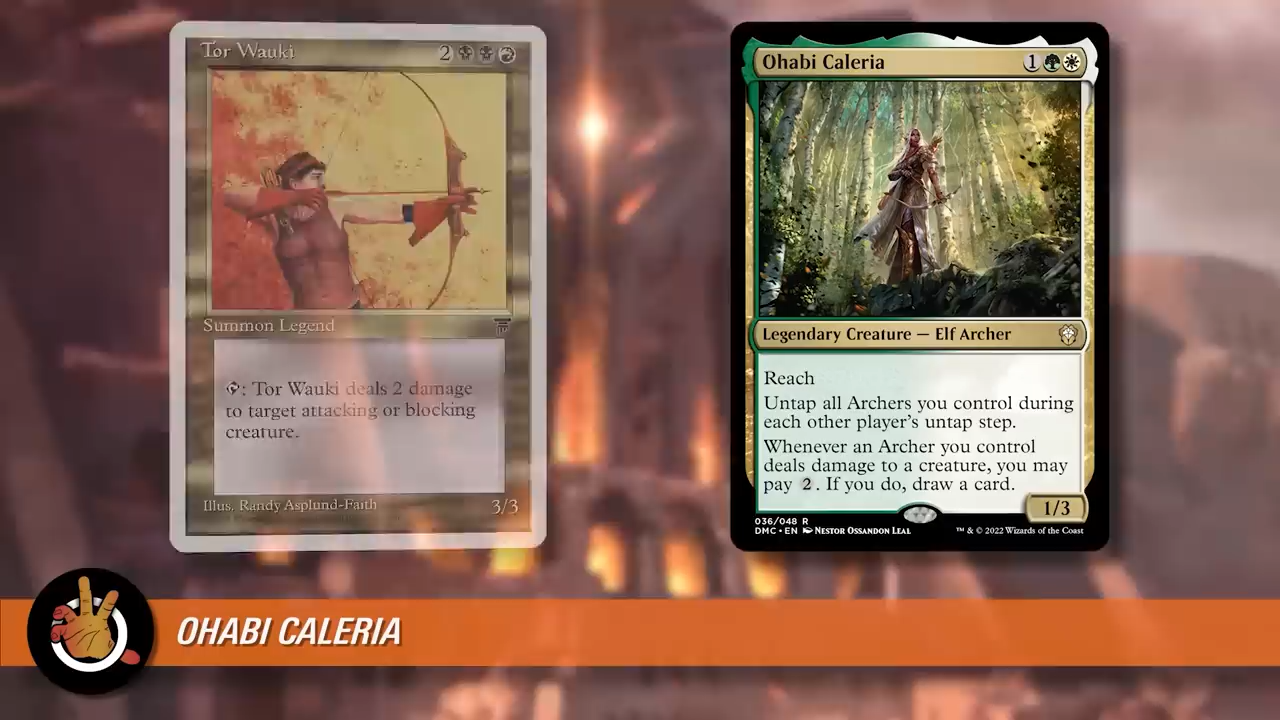 Tor Wauki
2
Summon Legend
: Tor Wauki deals 2 damage
to target attacking or blocking
creature.
Illus. Randy Asplund-Faith
3/3
Ohabi Caleria
1
Legendary Creature — Elf Archer
Reach
Untap all Archers you control during
each other player's untap step.
Whenever an Archer you control
deals damage to a creature, you may
pay 2. If you do, draw a card.
1/3
036/048 R
DMC • EN Nestor Ossandon Leal
™ & © 2022 Wizards of the Coast
OHABI CALERIA